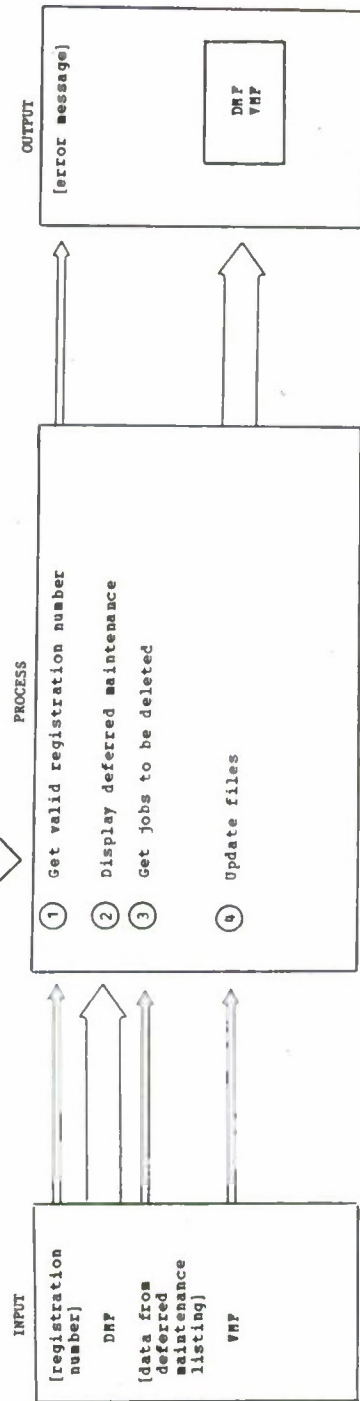 INPUT
[registration
number]
DMF
[data from
deferred
maintenance
listing]
VMF
PROCESS
1 Get valid registration number
2 Display deferred maintenance
3 Get jobs to be deleted
4 Update files
OUTPUT
[error message]
DMF
VMF